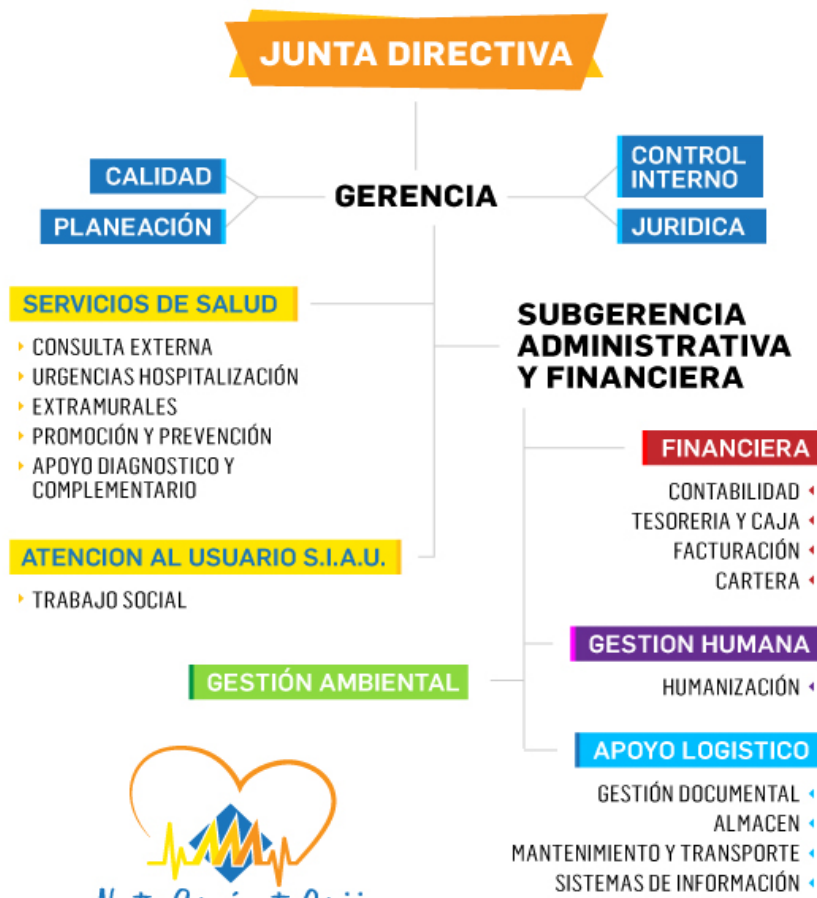 JUNTA DIRECTIVA
CALIDAD
PLANEACIÓN
GERENCIA
CONTROL
INTERNO
JURIDICA
SERVICIOS DE SALUD
CONSULTA EXTERNA
URGENCIAS HOSPITALIZACIÓN
EXTRAMURALES
PROMOCIÓN Y PREVENCIÓN
APOYO DIAGNOSTICO Y
COMPLEMENTARIO
ATENCION AL USUARIO S.I.A.U.
TRABAJO SOCIAL
SUBGERENCIA
ADMINISTRATIVA
Y FINANCIERA
FINANCIERA
CONTABILIDAD
TESORERIA Y CAJA
FACTURACIÓN
CARTERA
GESTION HUMANA
HUMANIZACIÓN
GESTIÓN AMBIENTAL
APOYO LOGISTICO
GESTIÓN DOCUMENTAL
ALMACEN
MANTENIMIENTO Y TRANSPORTE
SISTEMAS DE INFORMACIÓN